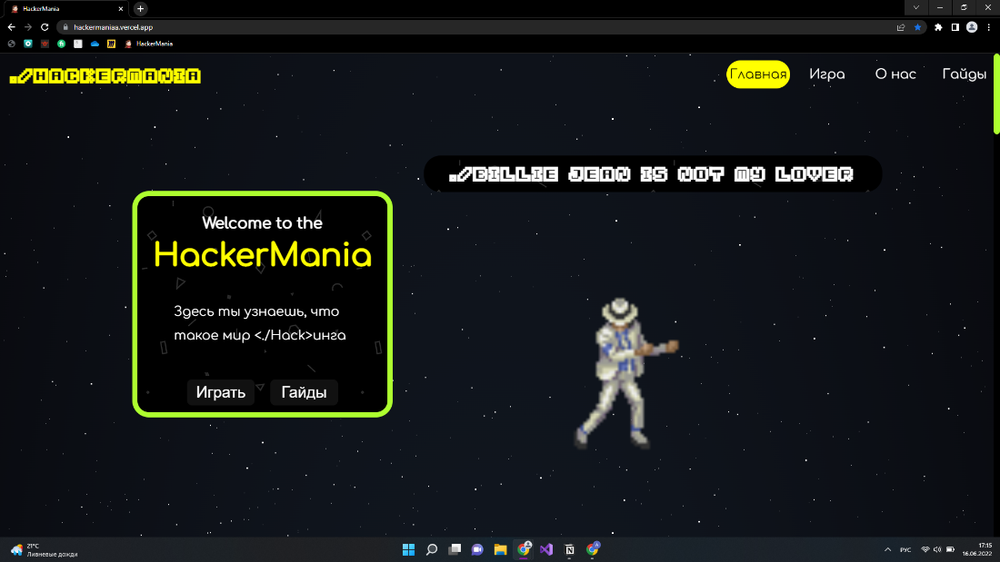 HackerMania
hackermaniaa.vercel.app
HackerMania
./HACKERMANIA
Главная
Игра
О нас
Гайды
./BILLIE JEAN IS NOT MY LOVER
Welcome to the
HackerMania
Здесь ты узнаешь, что
такое мир <./Hack>инга
Играть
Гайды
21°C
Ливневые дожди
РУС
17:15
16.06.2022